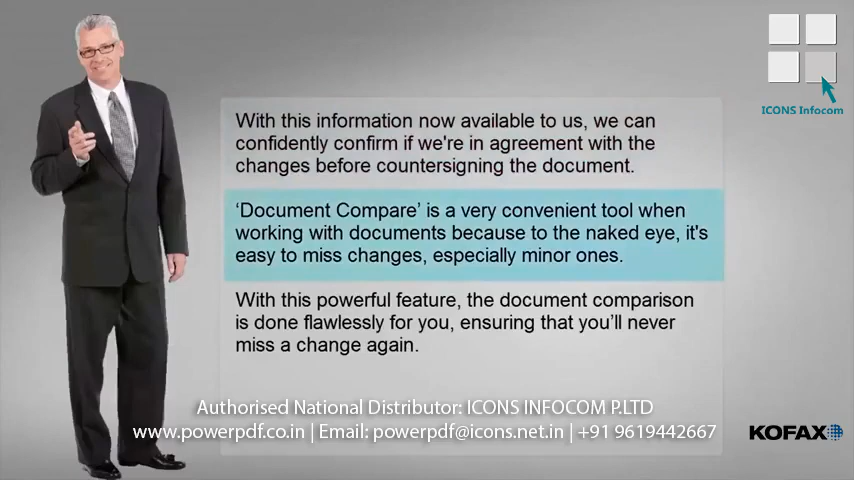 ICONS Infocom
With this information now available to us, we can
confidently confirm if we're in agreement with the
changes before countersigning the document.
‘Document Compare’ is a very convenient tool when
working with documents because to the naked eye, it's
easy to miss changes, especially minor ones.
With this powerful feature, the document comparison
is done flawlessly for you, ensuring that you’ll never
miss a change again.
Authorised National Distributor: ICONS INFOCOM P.LTD
www.powerpdf.co.in | Email: powerpdf@icons.net.in | +91 9619442667
KOFAX